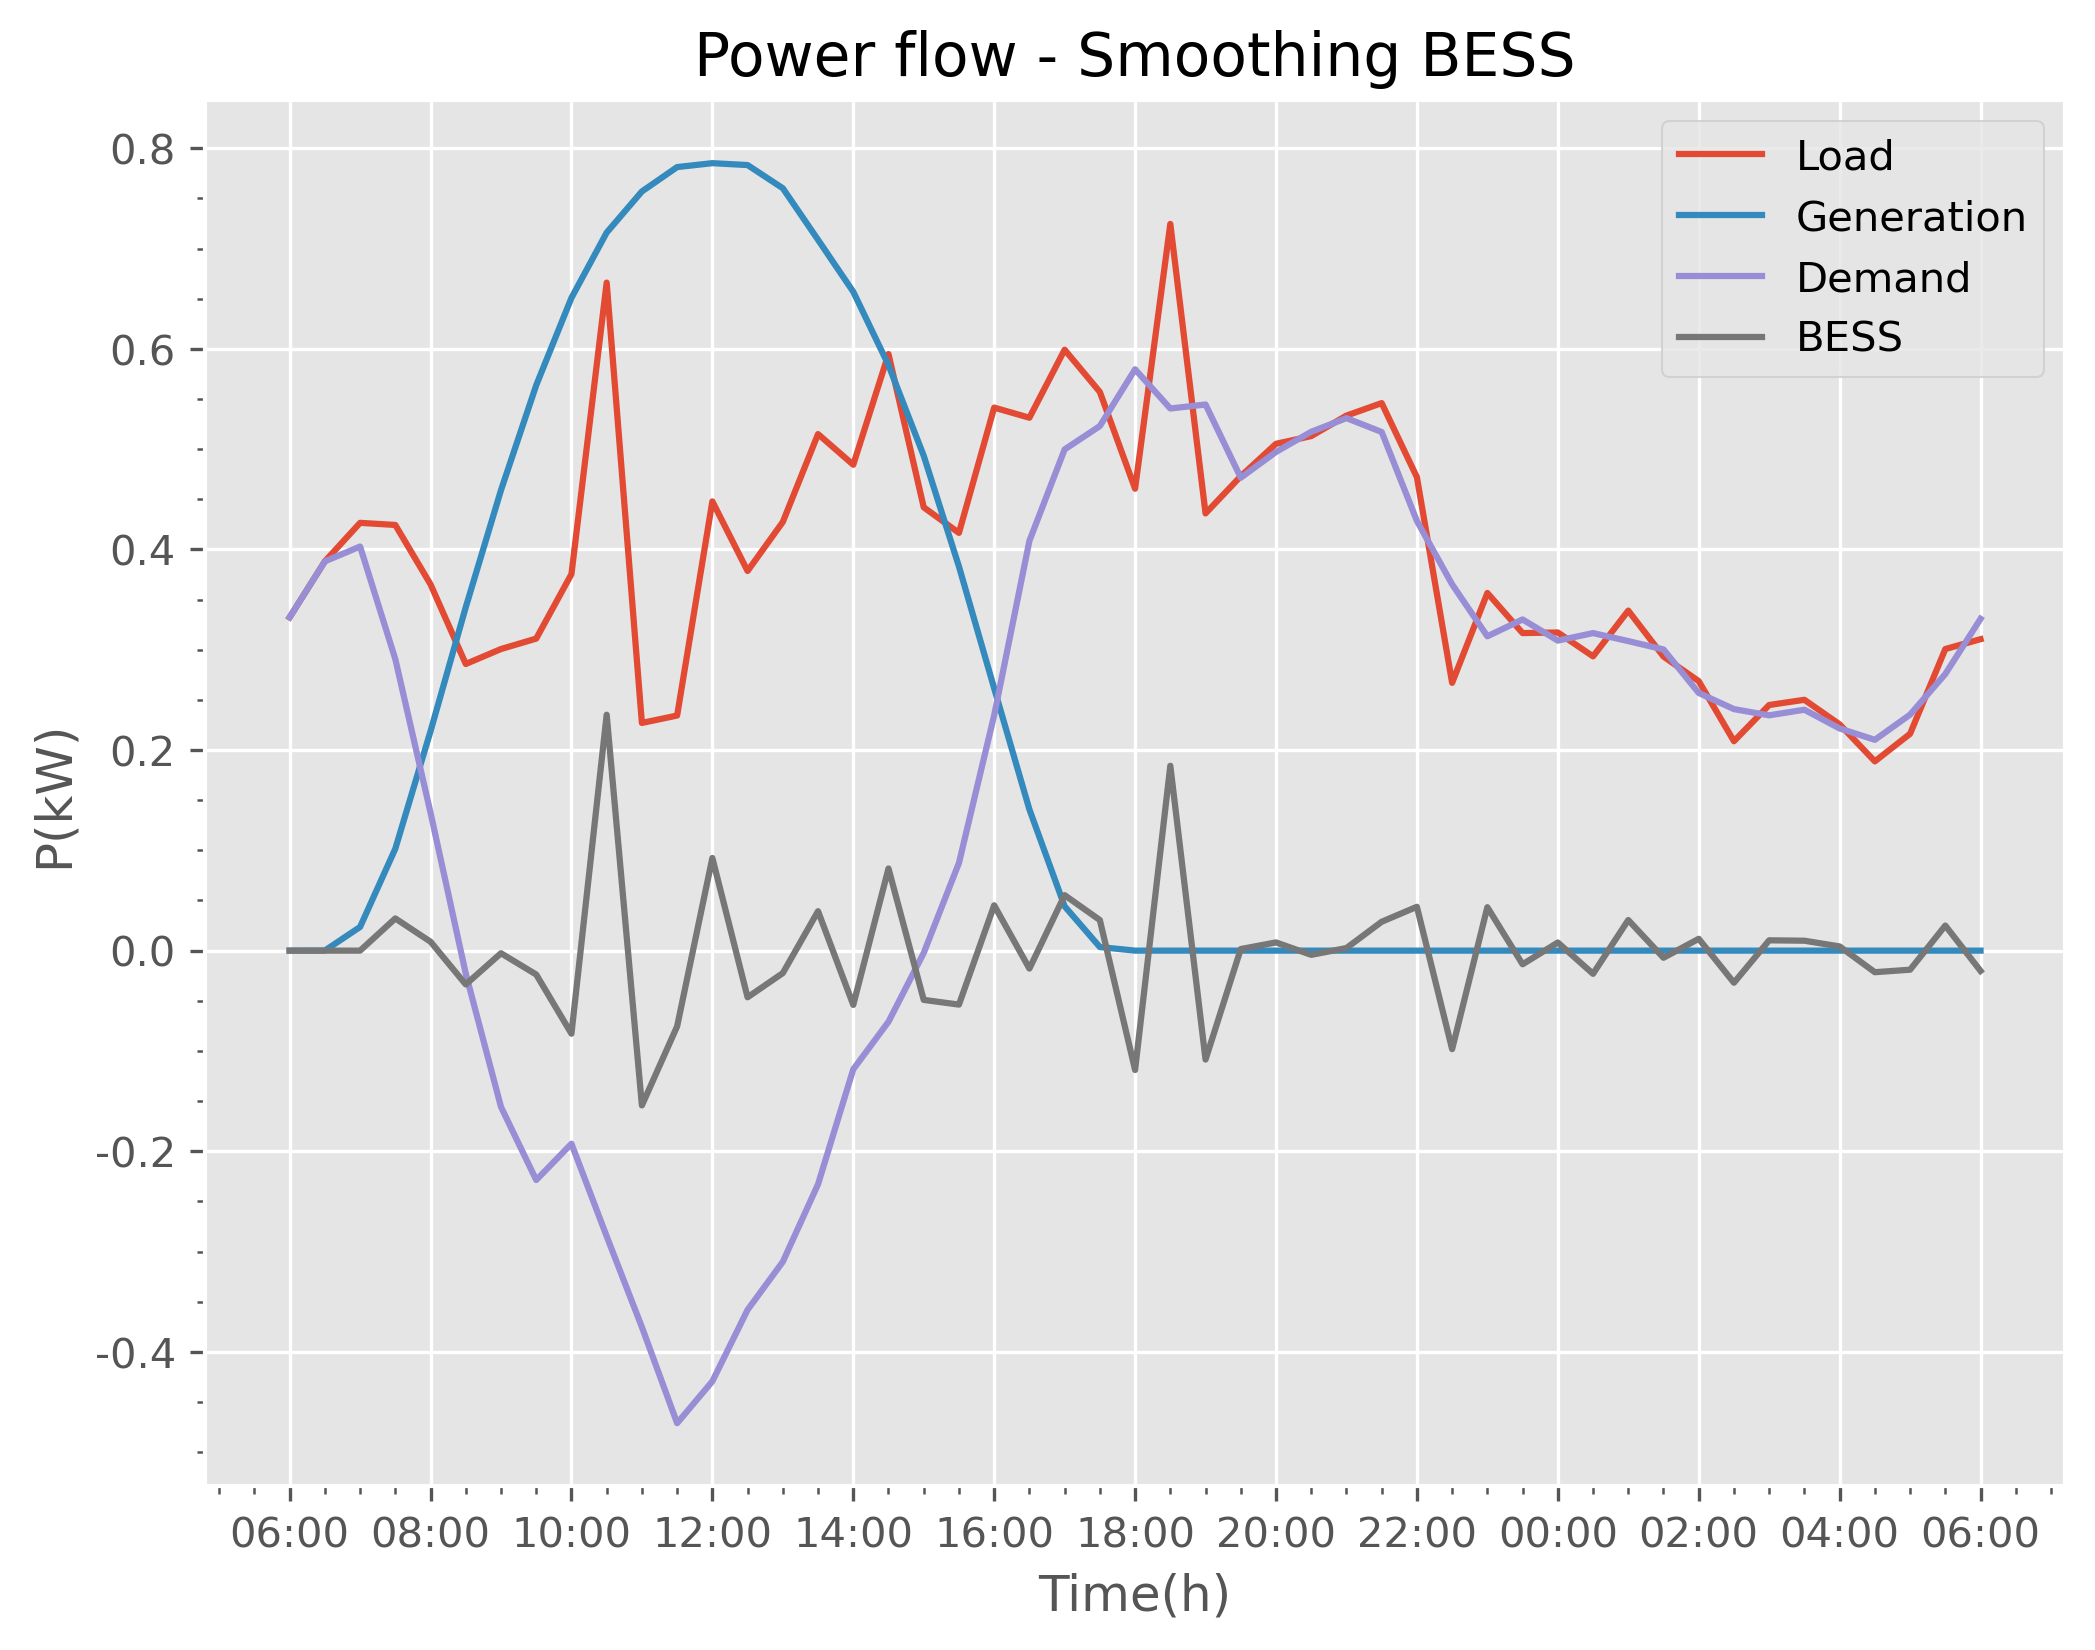 Power flow - Smoothing BESS
Load
Generation
Demand
BESS
P(kW)
0.8
0.6
0.4
0.2
0.0
-0.2
-0.4
06:00 08:00 10:00 12:00 14:00 16:00 18:00 20:00 22:00 00:00 02:00 04:00 06:00
Time(h)